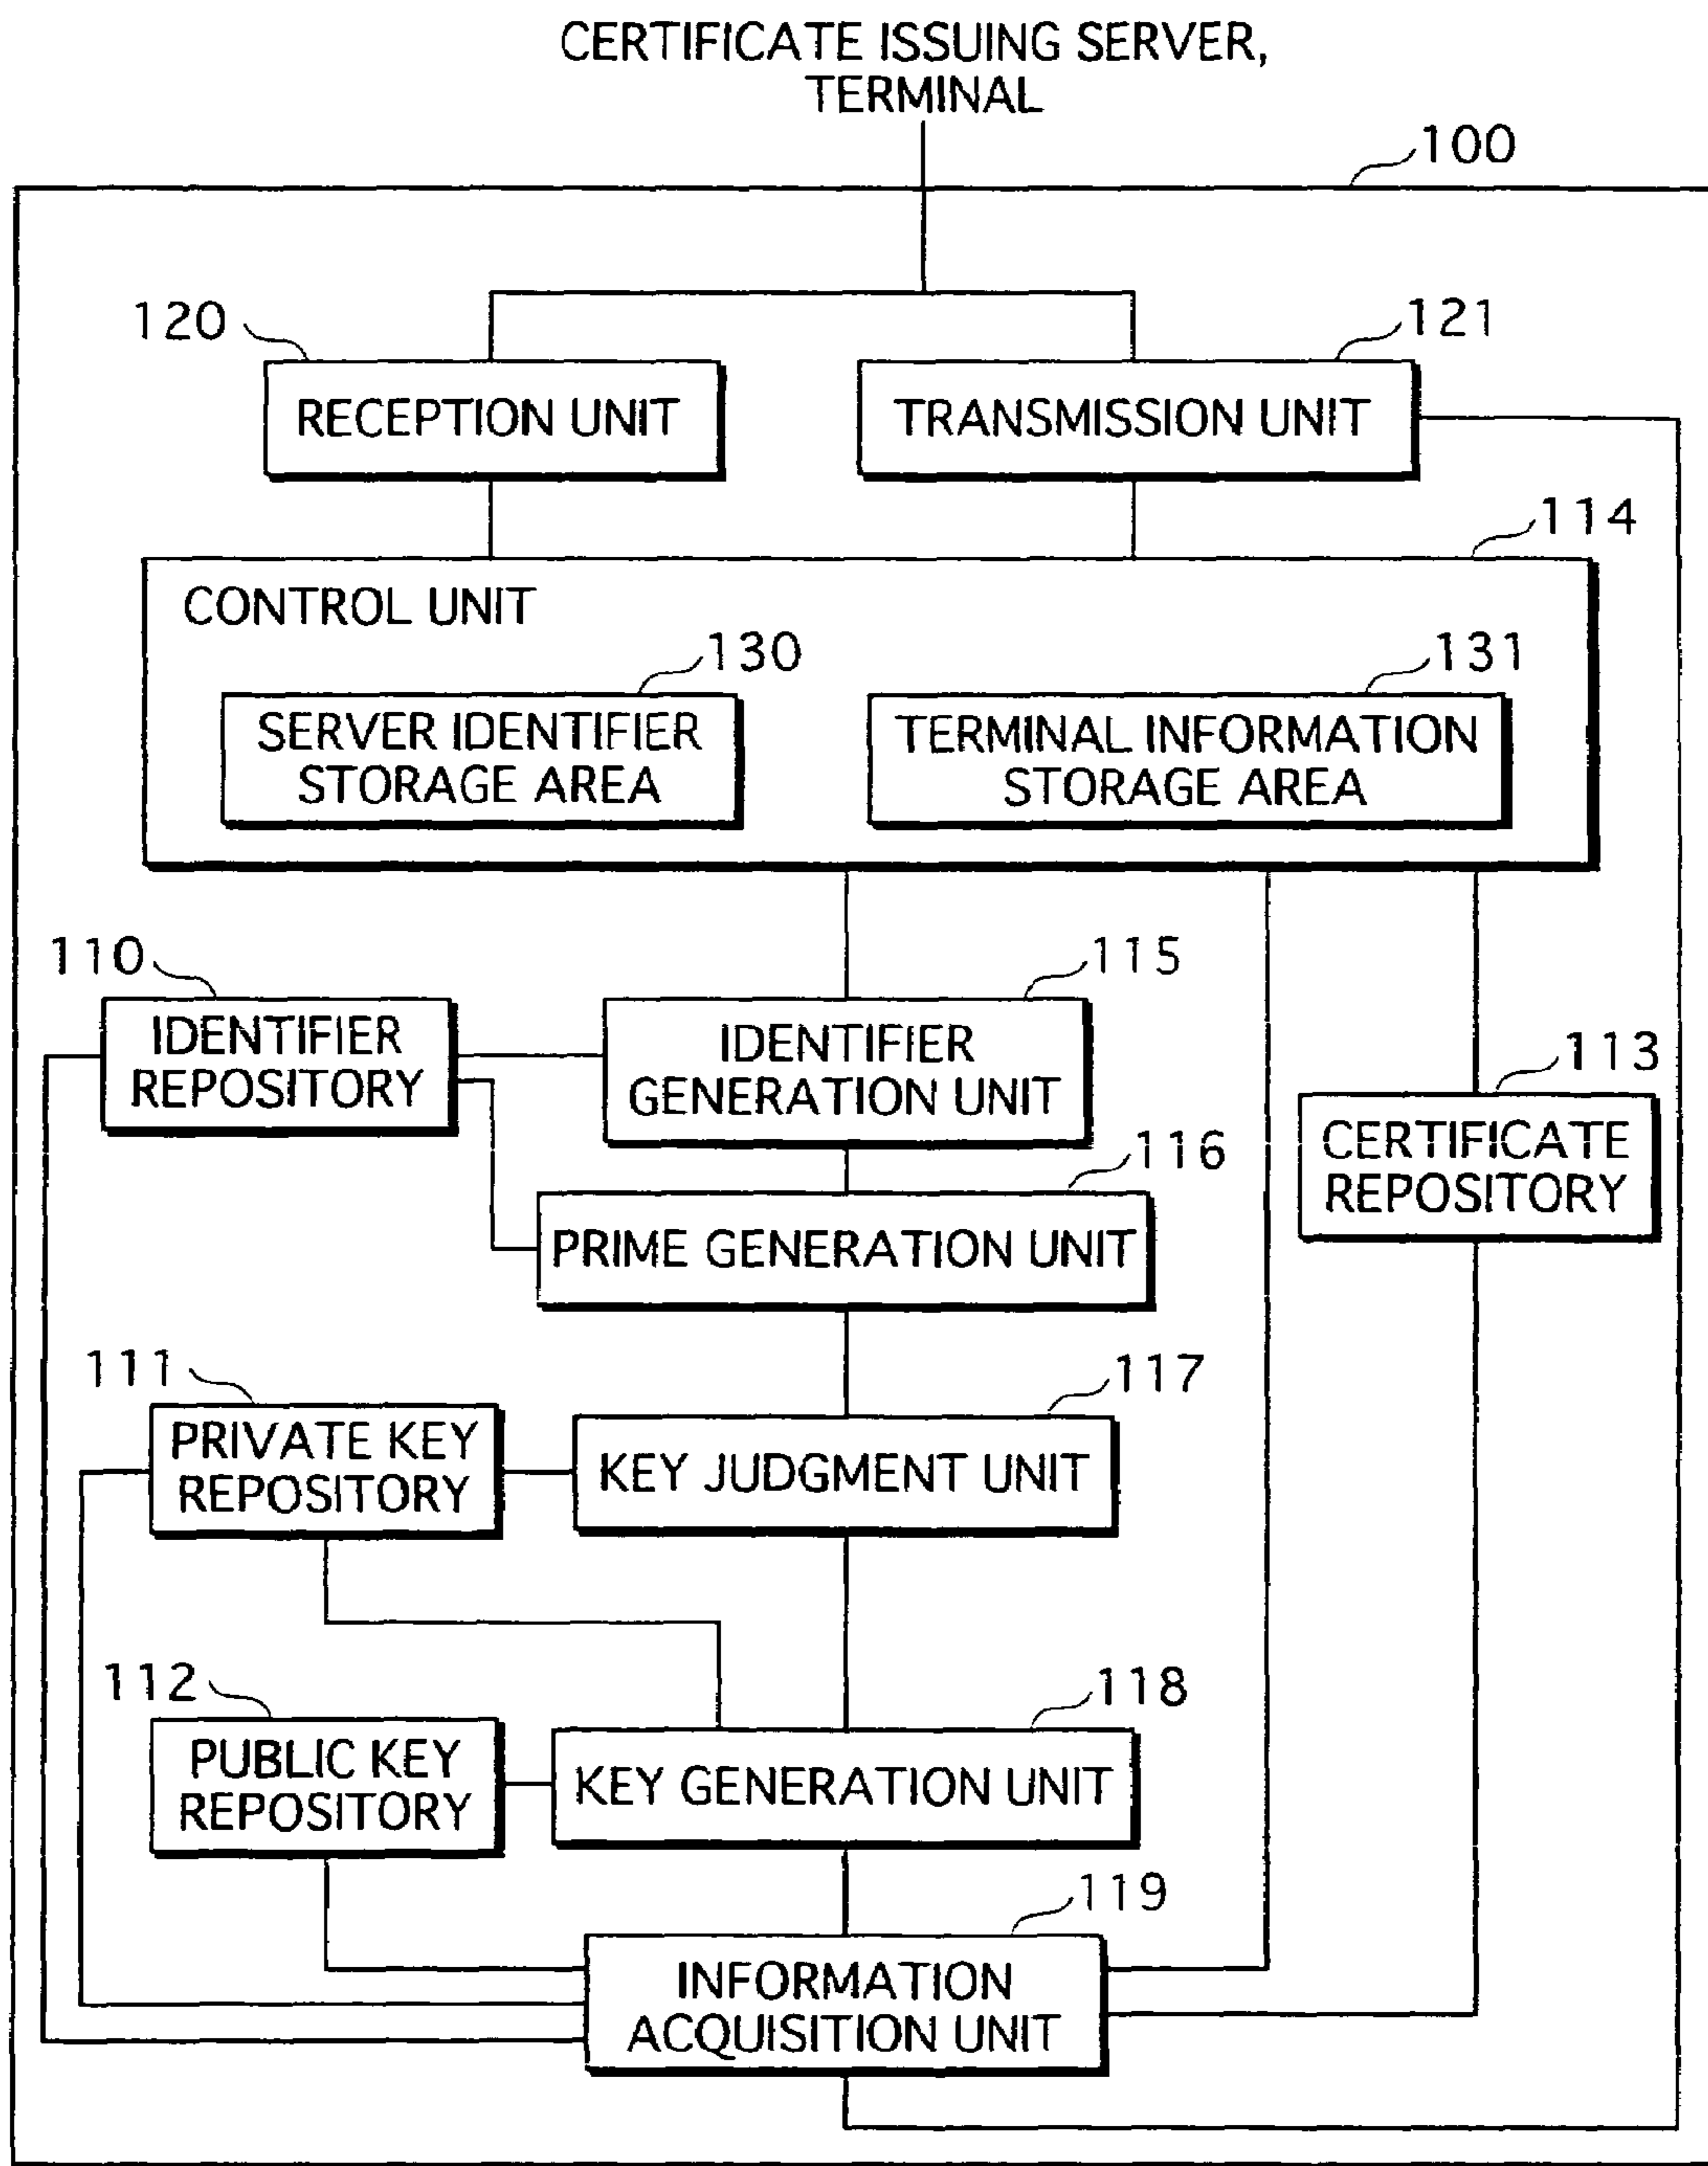 CERTIFICATE ISSUING SERVER,
TERMINAL
100
120
121
RECEPTION UNIT
TRANSMISSION UNIT
114
CONTROL UNIT
130
131
SERVER IDENTIFIER
STORAGE AREA
TERMINAL INFORMATION
STORAGE AREA
110
115
IDENTIFIER
REPOSITORY
IDENTIFIER
GENERATION UNIT
113
CERTIFICATE
REPOSITORY
116
PRIME GENERATION UNIT
111
117
PRIVATE KEY
REPOSITORY
KEY JUDGMENT UNIT
112
118
PUBLIC KEY
REPOSITORY
KEY GENERATION UNIT
119
INFORMATION
ACQUISITION UNIT